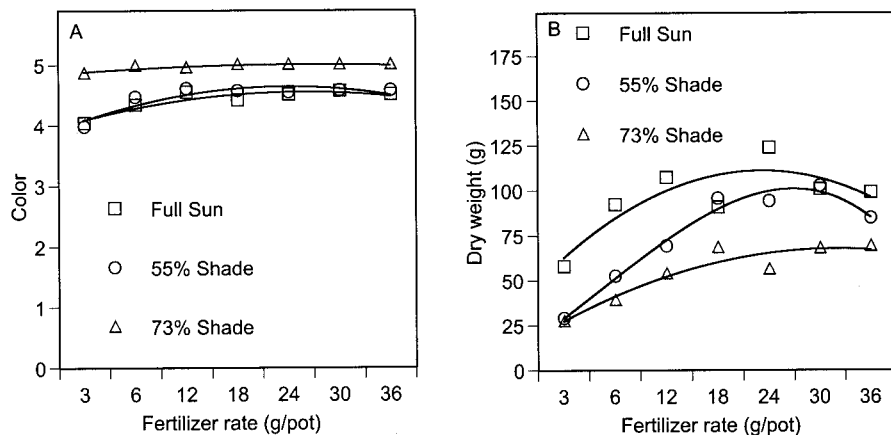 A
5
4
3
2
1
0
Color
Full Sun
55% Shade
73% Shade
3 6 12 18 24 30 36
Fertilizer rate (g/pot)
B
175
150
125
100
75
50
25
0
Dry weight (g)
Full Sun
55% Shade
73% Shade
3 6 12 18 24 30 36
Fertilizer rate (g/pot)